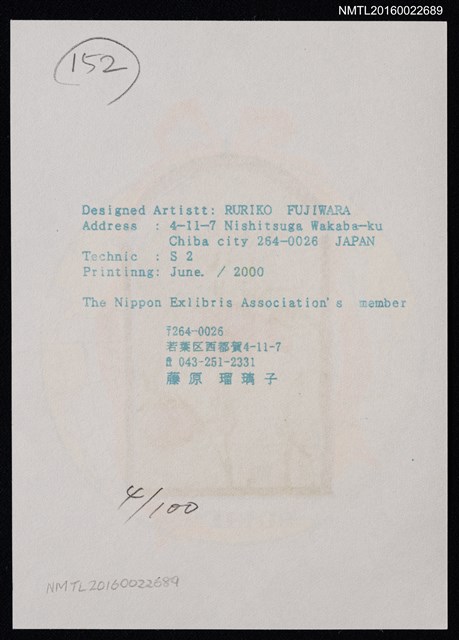 NMTL20160022689
152
Designed Artistt: RURIKO FUJIWARA
Address : 4-11-7 Nishitsuga Wakaba-ku
Chiba city 264-0026 JAPAN
Technic : S 2
Printinng: June. / 2000
The Nippon Exlibris Association's member
〒264-0026
若葉区西都賀4-11-7
☎ 043-251-2331
藤原 瑠璃子
4/100
NMTL20160022689